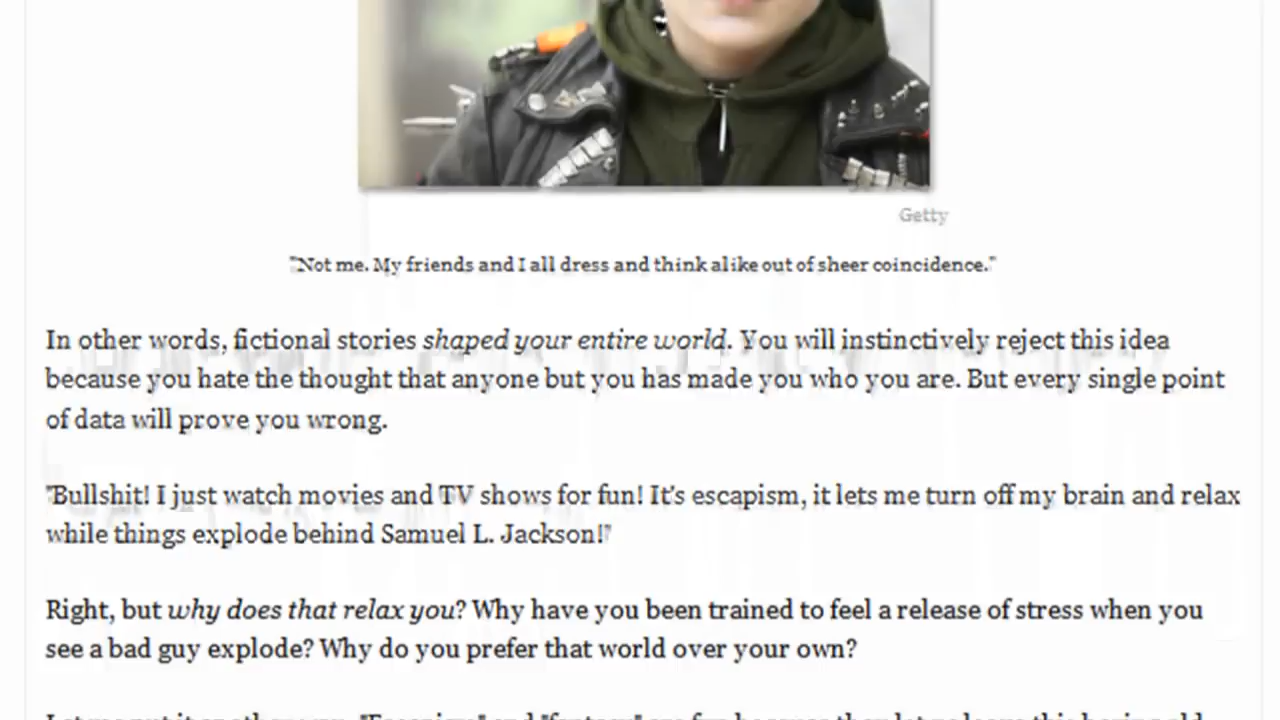 Getty
"Not me. My friends and I all dress and think alike out of sheer coincidence."
In other words, fictional stories shaped your entire world. You will instinctively reject this idea
because you hate the thought that anyone but you has made you who you are. But every single point
of data will prove you wrong.
"Bullshit! I just watch movies and TV shows for fun! It's escapism, it lets me turn off my brain and relax
while things explode behind Samuel L. Jackson!"
Right, but why does that relax you? Why have you been trained to feel a release of stress when you
see a bad guy explode? Why do you prefer that world over your own?